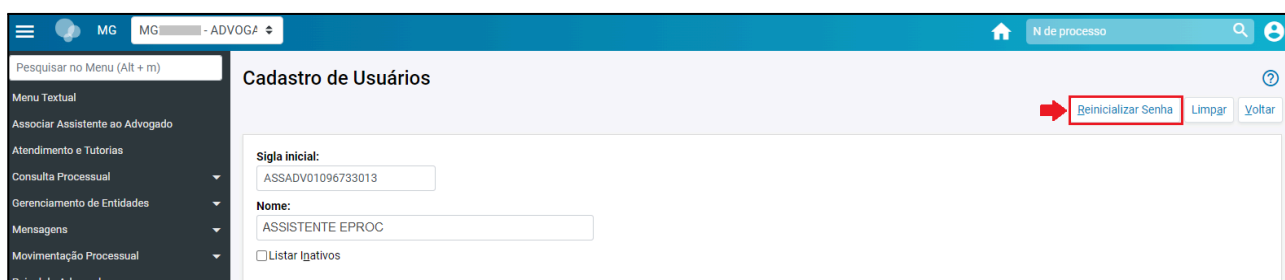 MG
MG - ADVOGA
N de processo
Pesquisar no Menu (Alt + m)
Menu Textual
Associar Assistente ao Advogado
Atendimento e Tutorias
Consulta Processual
Gerenciamento de Entidades
Mensagens
Movimentação Processual
Cadastro de Usuários
Reinicializar Senha
Limpar
Voltar
Sigla inicial:
ASSADV01096733013
Nome:
ASSISTENTE EPROC
Listar Inativos